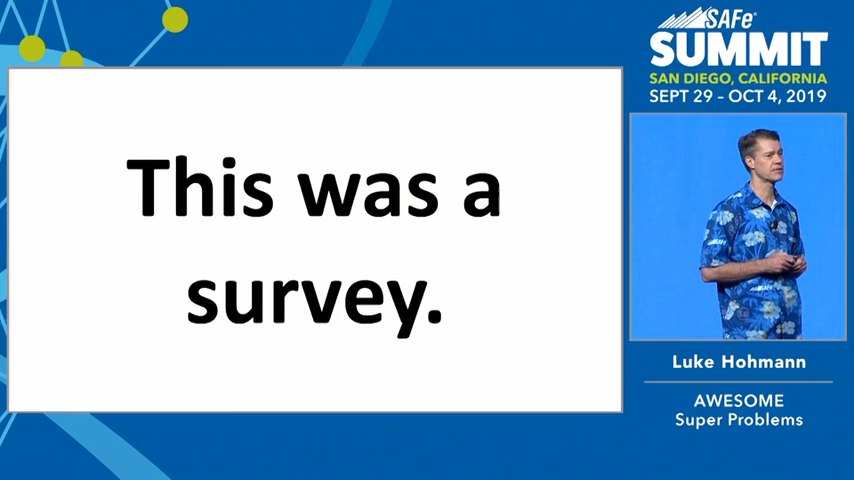 This was a
survey.
SAFe®
SUMMIT
SAN DIEGO, CALIFORNIA
SEPT 29 – OCT 4, 2019
Luke Hohmann
AWESOME
Super Problems